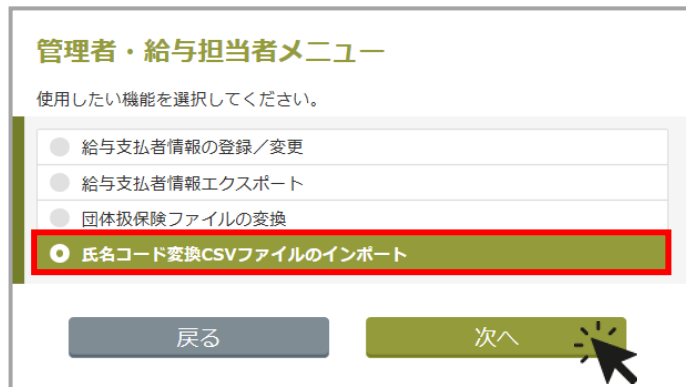 管理者・給与担当者メニュー
使用したい機能を選択してください。
給与支払者情報の登録／変更
給与支払者情報エクスポート
団体扱保険ファイルの変換
氏名コード変換CSVファイルのインポート
戻る
次へ